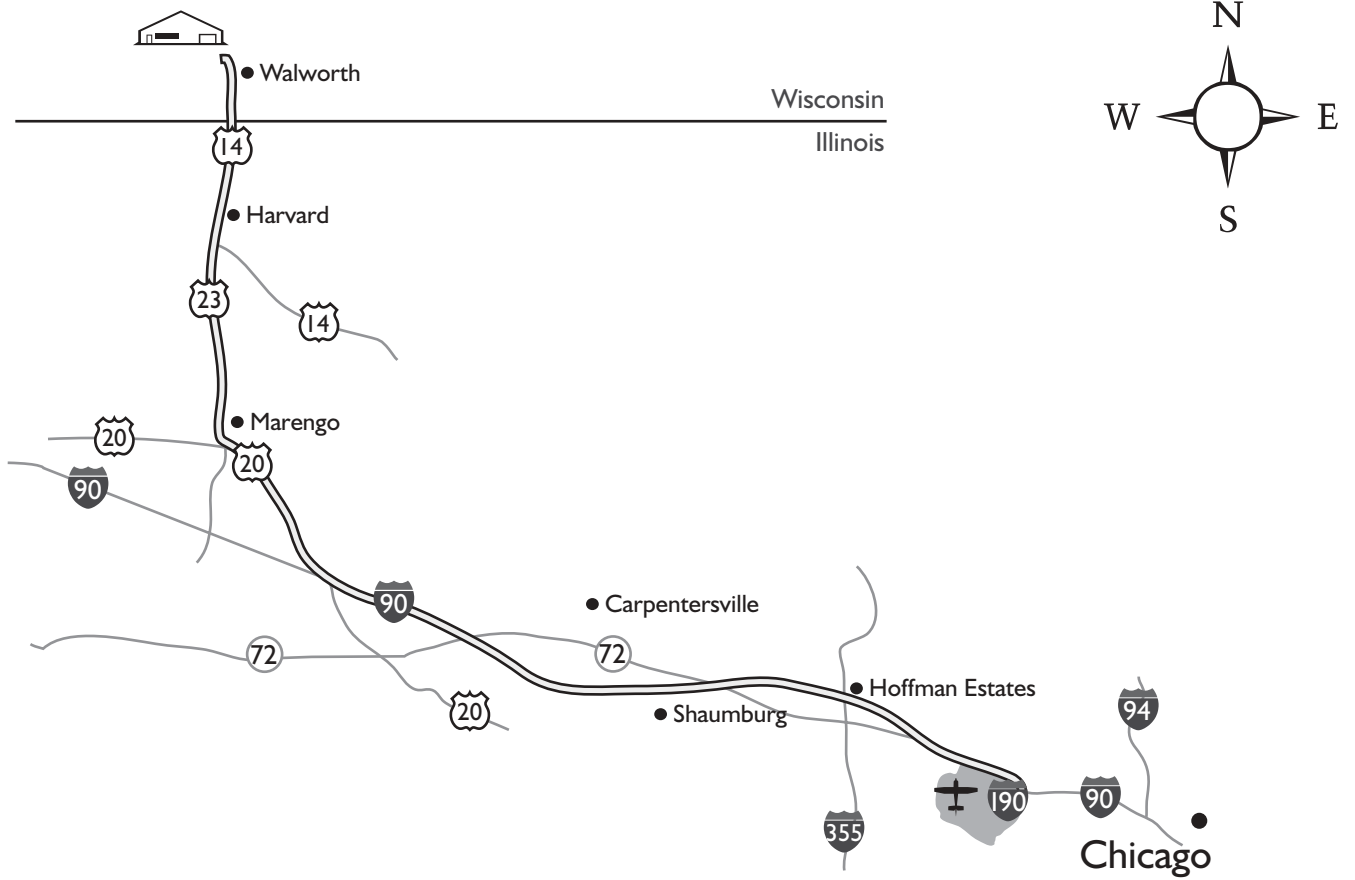 N
Walworth
Wisconsin
W
E
Illinois
14
Harvard
S
23
14
Marengo
20
20
90
90
Carpentersville
72
72
Hoffman Estates
20
Shaumburg
94
190
90
355
Chicago